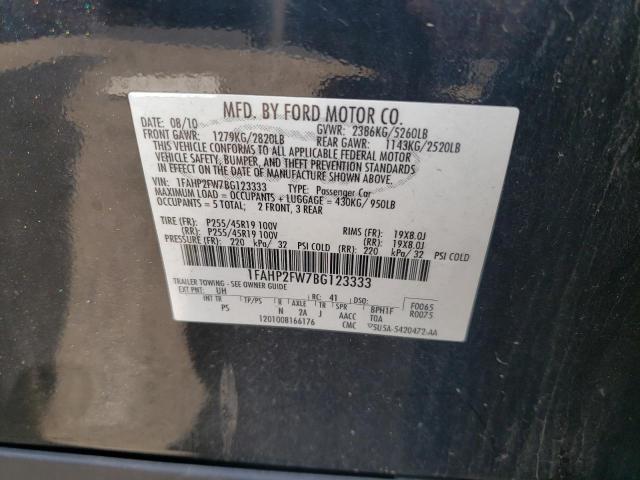 MFD. BY FORD MOTOR CO.
DATE: 08/10 GVWR: 2386KG/5260LB
FRONT GAWR: 1279KG/2820LB REAR GAWR: 1143KG/2520LB
THIS VEHICLE CONFORMS TO ALL APPLICABLE FEDERAL MOTOR
VEHICLE SAFETY, BUMPER, AND THEFT PREVENTION STANDARDS
IN EFFECT ON THE DATE OF MANUFACTURE SHOWN ABOVE.
VIN: 1FAHP2FW7BG123333 TYPE: Passenger Car
MAXIMUM LOAD = OCCUPANTS + LUGGAGE = 430KG/950LB
OCCUPANTS = 5 TOTAL; 2 FRONT, 3 REAR
TIRE (FR): P255/45R19 100V RIMS (FR): 19X8.0J
(RR): P255/45R19 100V (RR): 19X8.0J
PRESSURE (FR): 220 kPa/ 32 PSI COLD (RR): 220 kPa/ 32 PSI COLD
1FAHP2FW7BG123333
TRAILER TOWING - SEE OWNER GUIDE
EXT PNT: UH RC: 41 DSO: F0065
INT TR TP/PS R AXLE TR SPR BPH1F R0075
PS N 2A J AACC T0A
1201008166176 CMC 5U5A-5420472-AA